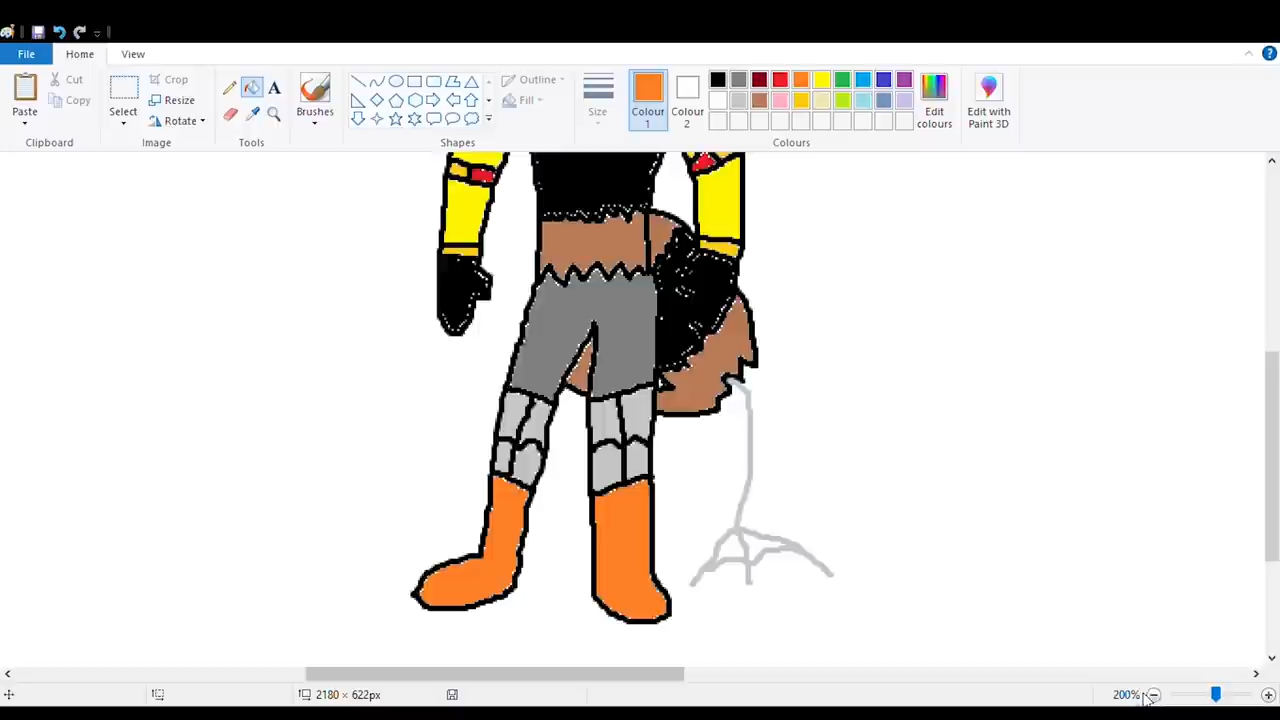 File Home View
Paste
Cut
Copy
Clipboard
Select
Crop
Resize
Rotate
Image
A
Tools
Brushes
Outline
Fill
Shapes
Size
Colour 1
Colour 2
Edit colours
Colours
Edit with Paint 3D
2180 × 622px
200%